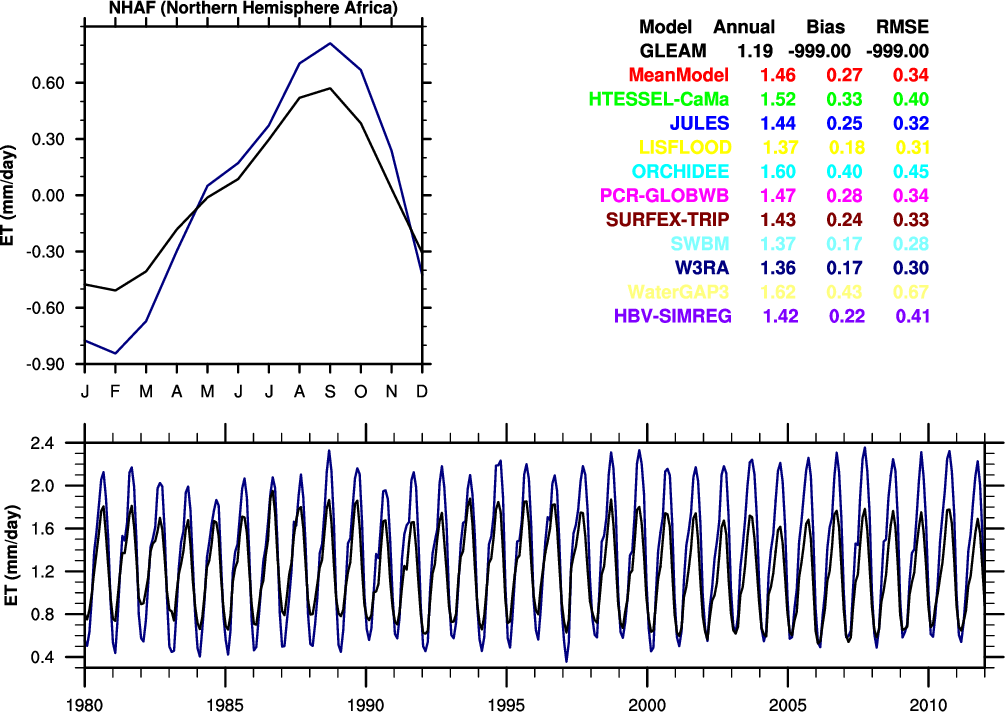 NHAF (Northern Hemisphere Africa)
ET (mm/day)
0.60
0.30
0.00
-0.30
-0.60
-0.90
J F M A M J J A S O N D
Model Annual Bias RMSE
GLEAM 1.19 -999.00 -999.00
MeanModel 1.46 0.27 0.34
HTESSEL-CaMa 1.52 0.33 0.40
JULES 1.44 0.25 0.32
LISFLOOD 1.37 0.18 0.31
ORCHIDEE 1.60 0.40 0.45
PCR-GLOBWB 1.47 0.28 0.34
SURFEX-TRIP 1.43 0.24 0.33
SWBM 1.37 0.17 0.28
W3RA 1.36 0.17 0.30
WaterGAP3 1.62 0.43 0.67
HBV-SIMREG 1.42 0.22 0.41
ET (mm/day)
2.4
2.0
1.6
1.2
0.8
0.4
1980 1985 1990 1995 2000 2005 2010